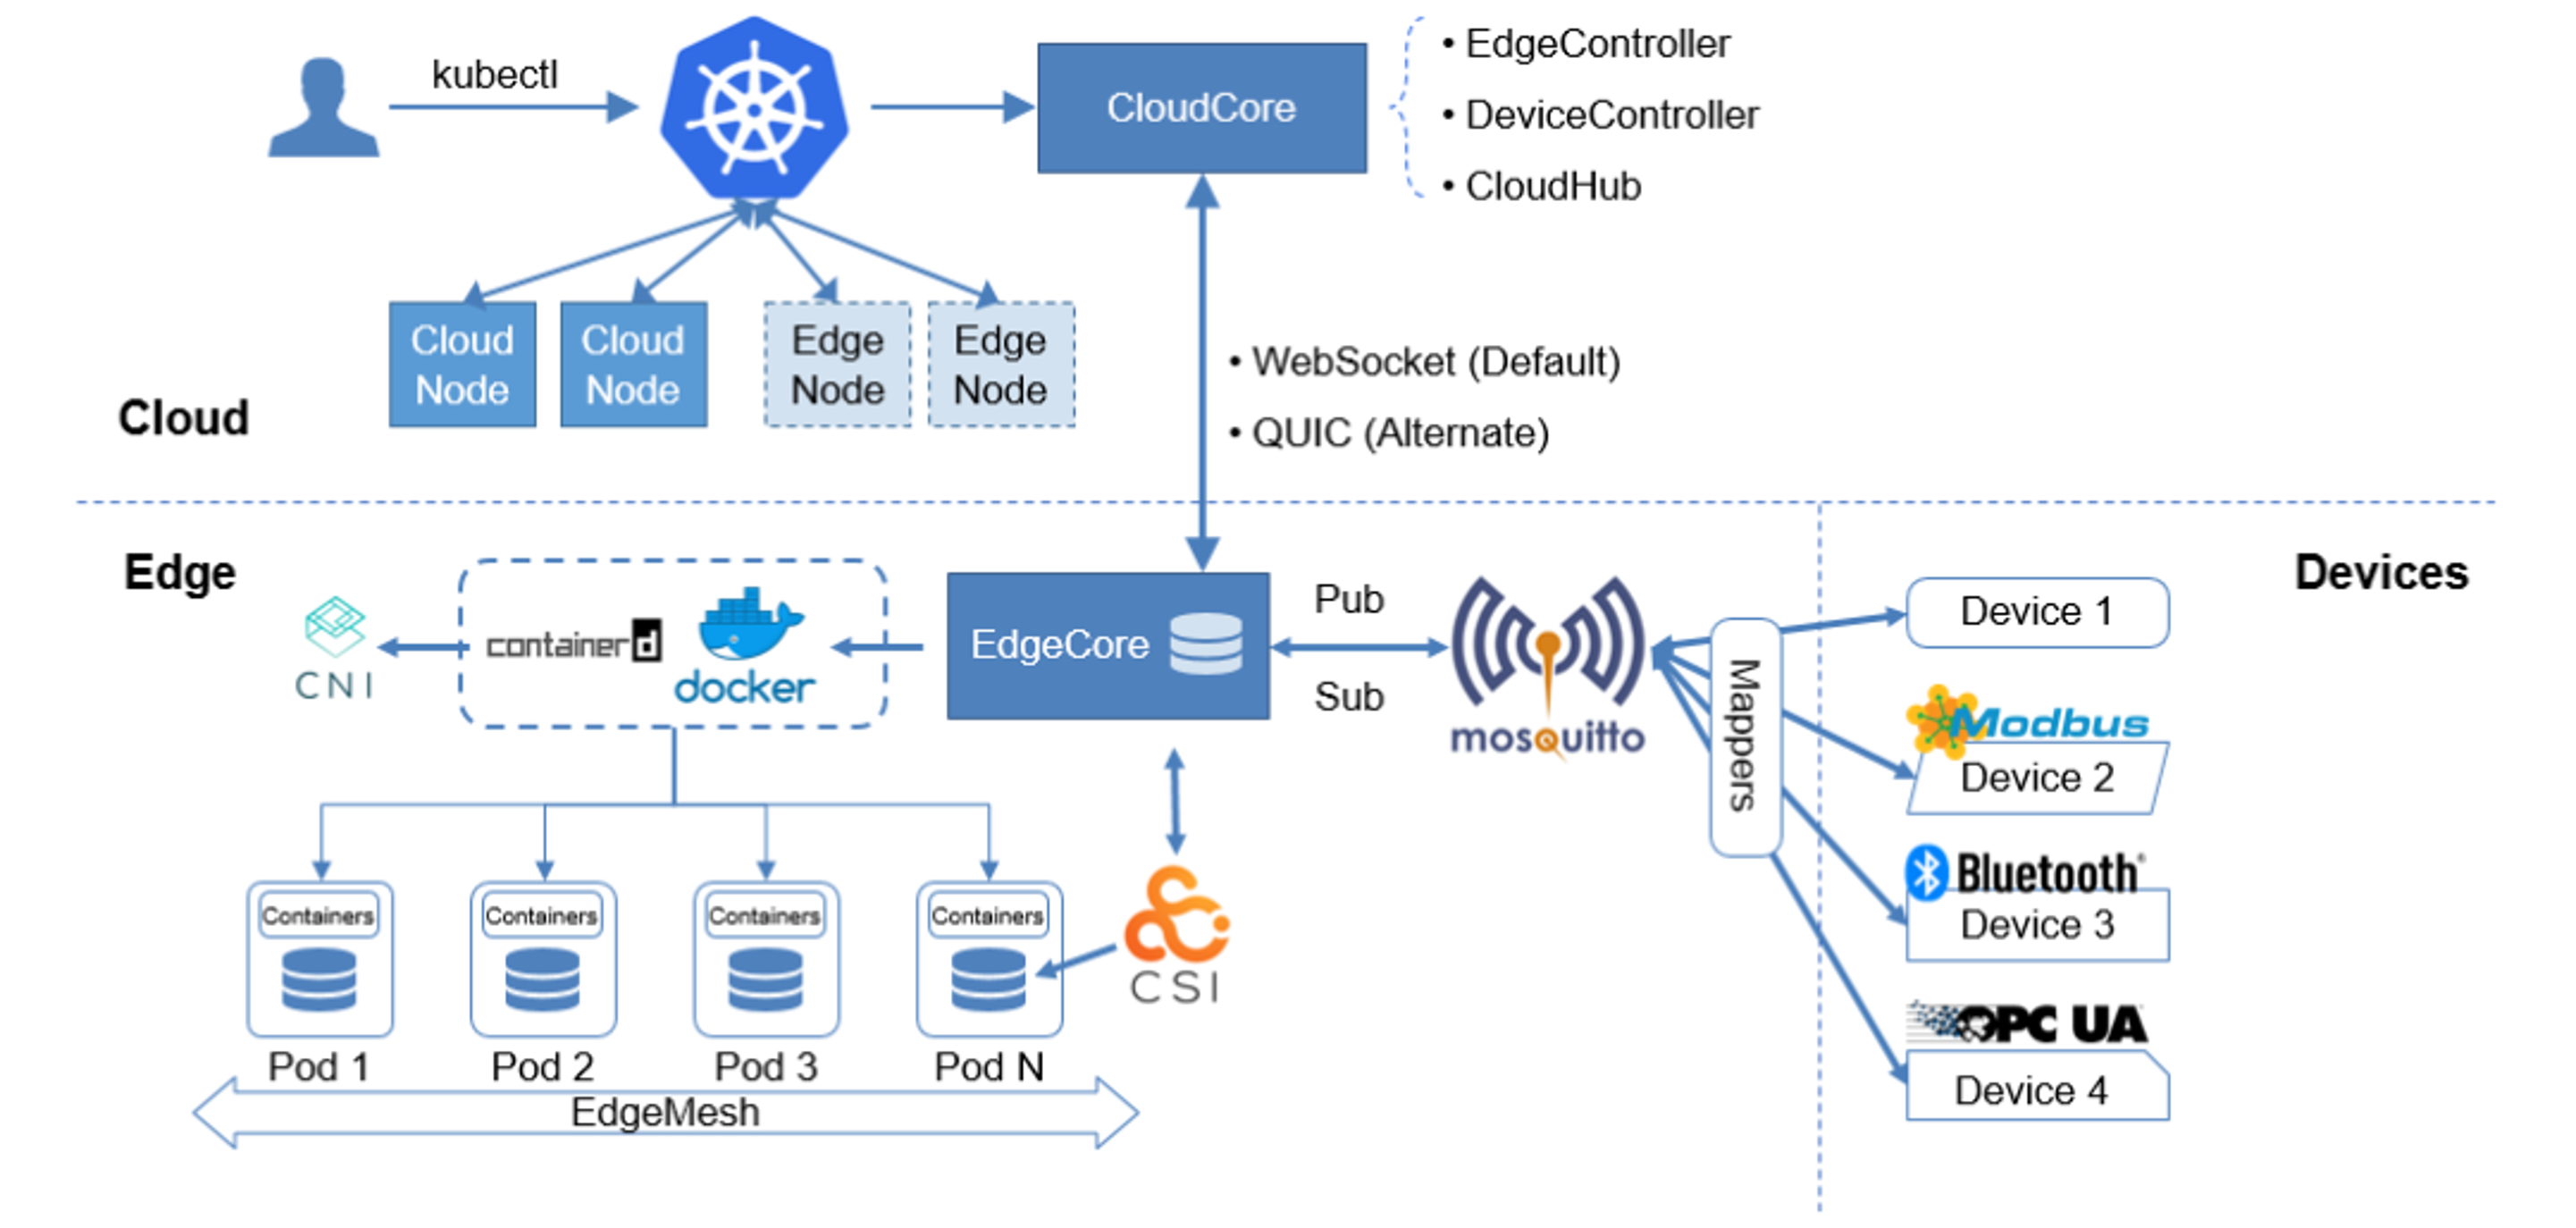 kubectl
CloudCore
• EdgeController
• DeviceController
• CloudHub
Cloud
Node
Cloud
Node
Edge
Node
Edge
Node
Cloud
• WebSocket (Default)
• QUIC (Alternate)
Edge
Devices
CNI
containerd
docker
EdgeCore
Pub
Sub
mosquitto
Mappers
Device 1
Modbus
Device 2
Bluetooth®
Device 3
OPC UA
Device 4
Containers
Containers
Containers
Containers
CSI
Pod 1
Pod 2
Pod 3
Pod N
EdgeMesh